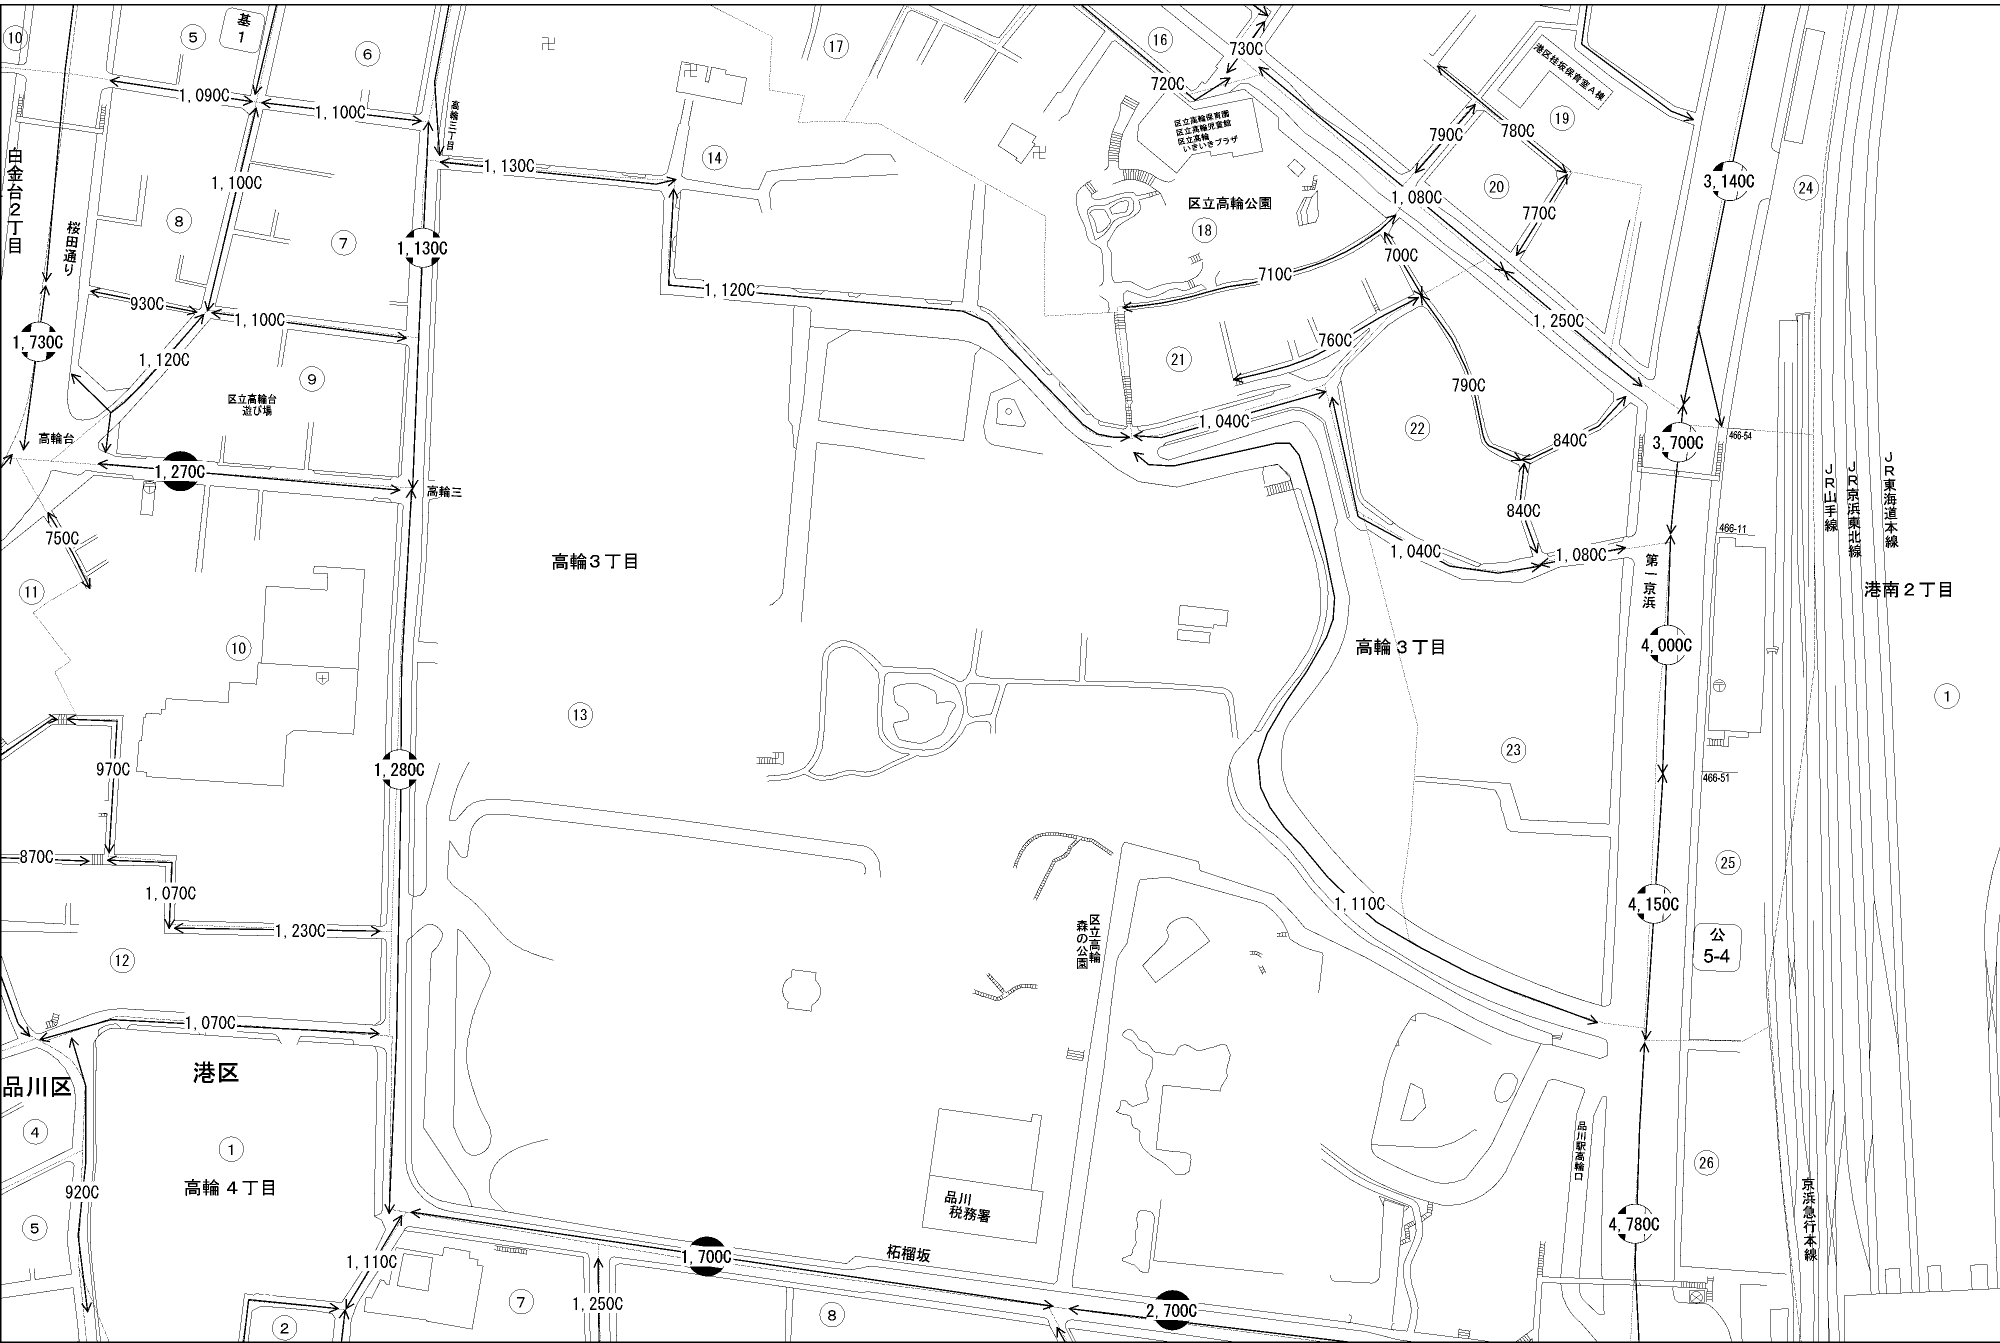 10
5
基
1
6
1,090C
1,100C
高輪三丁目
白金台2丁目
桜田通り
1,100C
8
7
930C
1,100C
1,730C
1,120C
9
区立高輪台
遊び場
高輪台
1,270C
高輪三
750C
11
10
970C
870C
1,070C
1,230C
12
1,070C
港区
品川区
4
1
高輪4丁目
920C
5
1,110C
2
7
1,250C
8
卍
卍
17
14
1,130C
1,130C
1,120C
高輪3丁目
13
1,280C
品川
税務署
柘榴坂
1,700C
2,700C
区立高輪
森の公園
16
730C
720C
区立高輪保育園
区立高輪児童館
区立高輪
いきいきプラザ
卍
区立高輪公園
18
710C
700C
760C
21
1,040C
港区桂坂保育室A棟
19
780C
790C
20
770C
1,080C
1,250C
790C
22
840C
840C
1,040C
1,080C
3,140C
24
3,700C
466-54
466-11
第一京浜
4,000C
高輪3丁目
23
466-51
25
4,150C
公
5-4
1,110C
26
4,780C
品川駅高輪口
京浜急行本線
JR山手線
JR京浜東北線
JR東海道本線
港南2丁目
1